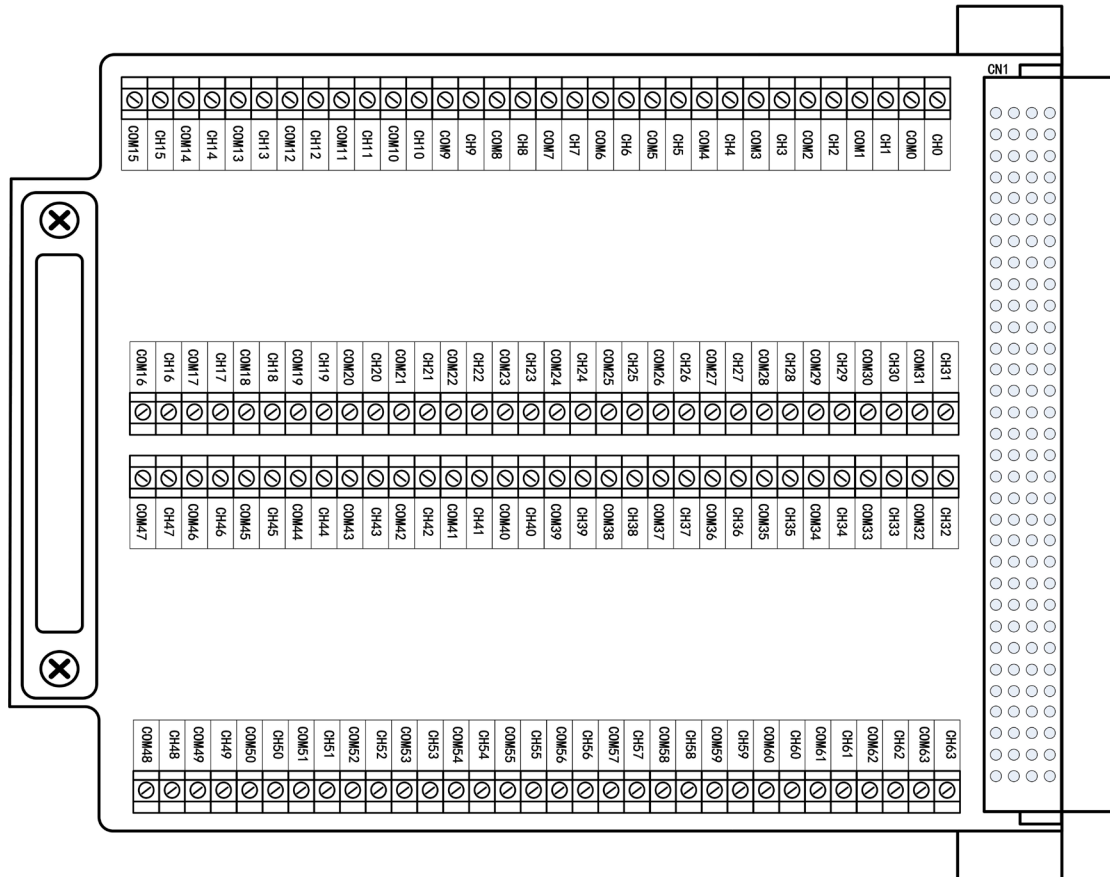 CN1
COM15 CH15 COM14 CH14 COM13 CH13 COM12 CH12 COM11 CH11 COM10 CH10 COM9 CH9 COM8 CH8 COM7 CH7 COM6 CH6 COM5 CH5 COM4 CH4 COM3 CH3 COM2 CH2 COM1 CH1 COM0 CH0
COM16 CH16 COM17 CH17 COM18 CH18 COM19 CH19 COM20 CH20 COM21 CH21 COM22 CH22 COM23 CH23 COM24 CH24 COM25 CH25 COM26 CH26 COM27 CH27 COM28 CH28 COM29 CH29 COM30 CH30 COM31 CH31
COM47 CH47 COM46 CH46 COM45 CH45 COM44 CH44 COM43 CH43 COM42 CH42 COM41 CH41 COM40 CH40 COM39 CH39 COM38 CH38 COM37 CH37 COM36 CH36 COM35 CH35 COM34 CH34 COM33 CH33 COM32 CH32
COM48 CH48 COM49 CH49 COM50 CH50 COM51 CH51 COM52 CH52 COM53 CH53 COM54 CH54 COM55 CH55 COM56 CH56 COM57 CH57 COM58 CH58 COM59 CH59 COM60 CH60 COM61 CH61 COM62 CH62 COM63 CH63